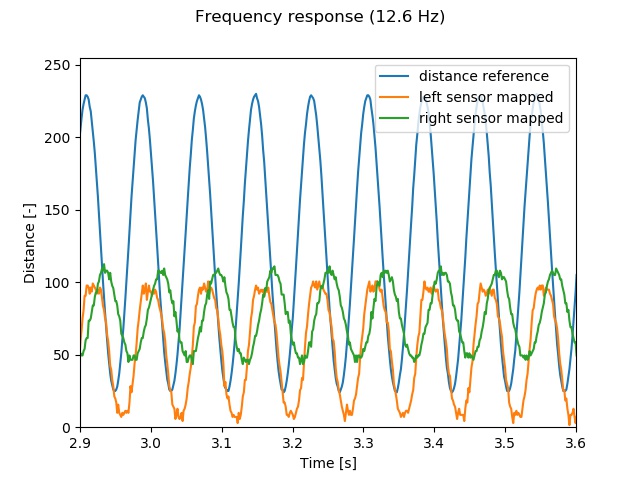 Frequency response (12.6 Hz)
distance reference
left sensor mapped
right sensor mapped
250
200
150
100
50
0
Distance [-]
2.9 3.0 3.1 3.2 3.3 3.4 3.5 3.6
Time [s]